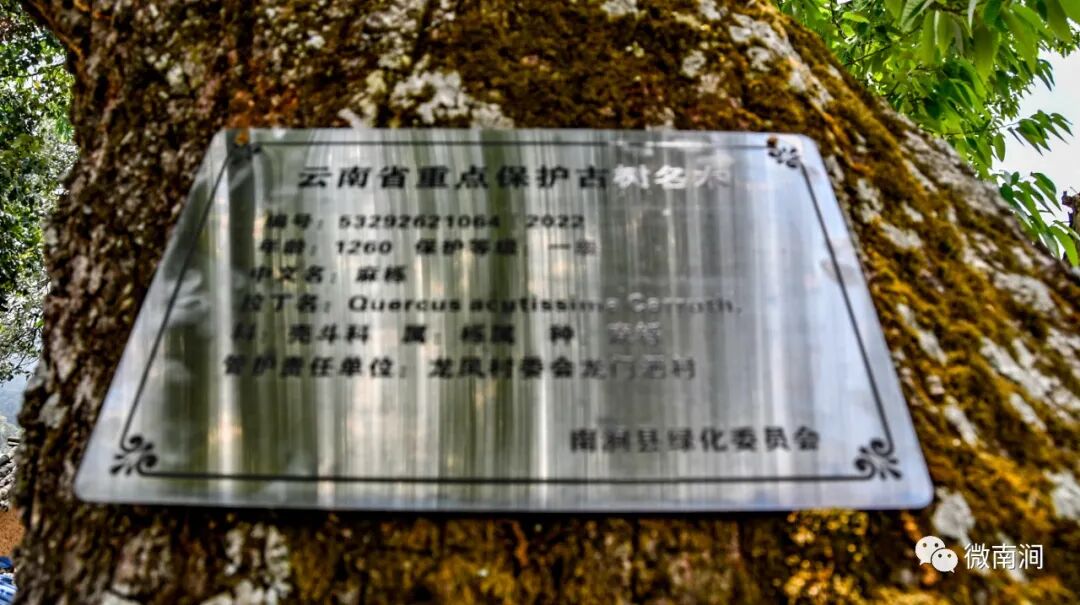 云南省重点保护古树名木
编号：53292621064 2022
年龄：1260 保护等级：一级
中文名：麻栎
拉丁名：Quercus acutissima Carruth.
科：壳斗科 属：栎属 种：麻栎
管护责任单位：龙凤村委会龙门
南涧县绿化委员会
微南涧